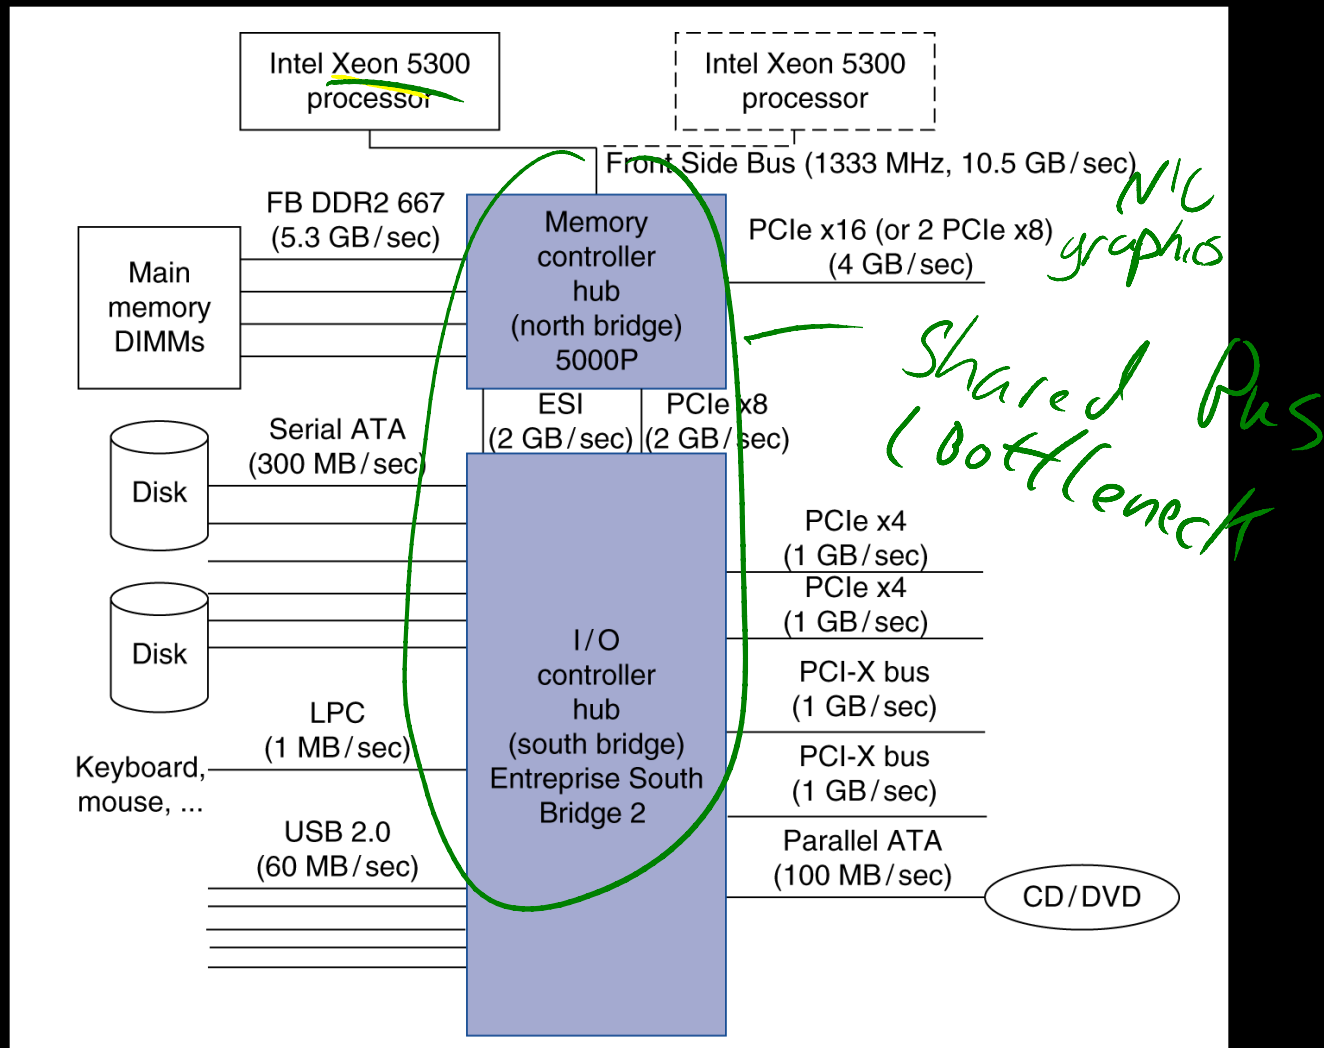 Intel Xeon 5300
processor
Intel Xeon 5300
processor
Front Side Bus (1333 MHz, 10.5 GB/sec)
NIC
graphics
FB DDR2 667
(5.3 GB/sec)
Main
memory
DIMMs
Memory
controller
hub
(north bridge)
5000P
PCIe x16 (or 2 PCIe x8)
(4 GB/sec)
Shared Bus
(Bottleneck
ESI
(2 GB/sec)
PCIe x8
(2 GB/sec)
Serial ATA
(300 MB/sec)
Disk
Disk
PCIe x4
(1 GB/sec)
PCIe x4
(1 GB/sec)
I/O
controller
hub
(south bridge)
Entreprise South
Bridge 2
PCI-X bus
(1 GB/sec)
PCI-X bus
(1 GB/sec)
LPC
(1 MB/sec)
Keyboard,
mouse, ...
USB 2.0
(60 MB/sec)
Parallel ATA
(100 MB/sec)
CD/DVD